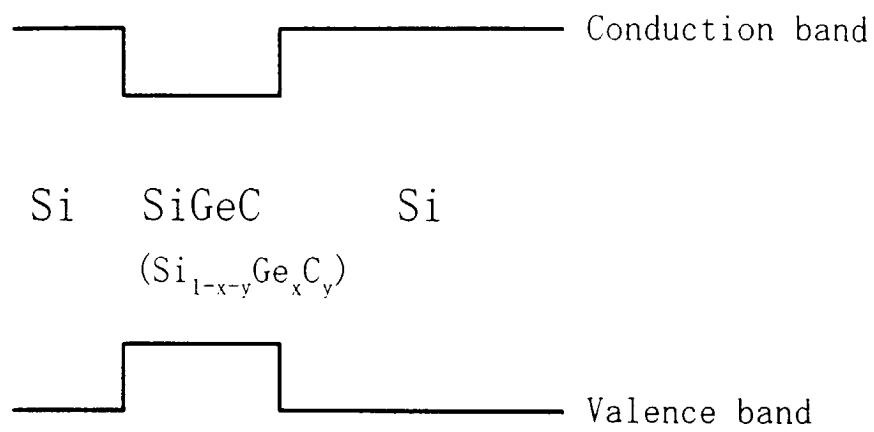 Conduction band
Si SiGeC Si
(Si₁₋ₓ₋yGeₓCy)
Valence band